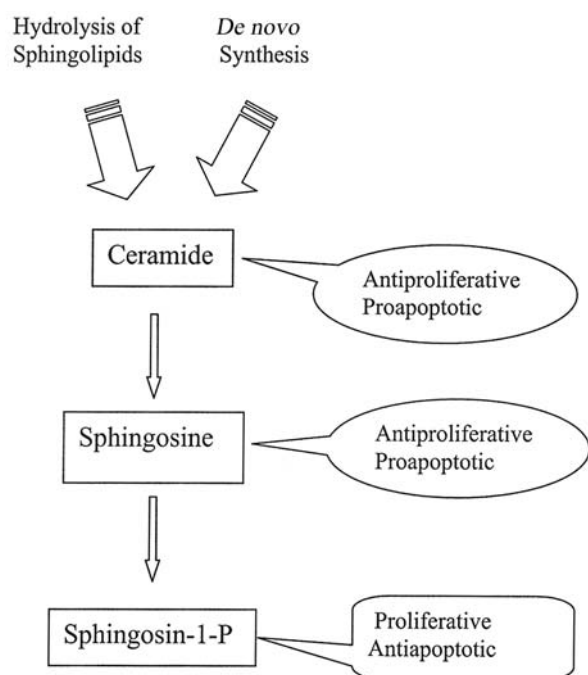 Hydrolysis of
Sphingolipids
De novo
Synthesis
Ceramide
Antiproliferative
Proapoptotic
Sphingosine
Antiproliferative
Proapoptotic
Sphingosin-1-P
Proliferative
Antiapoptotic